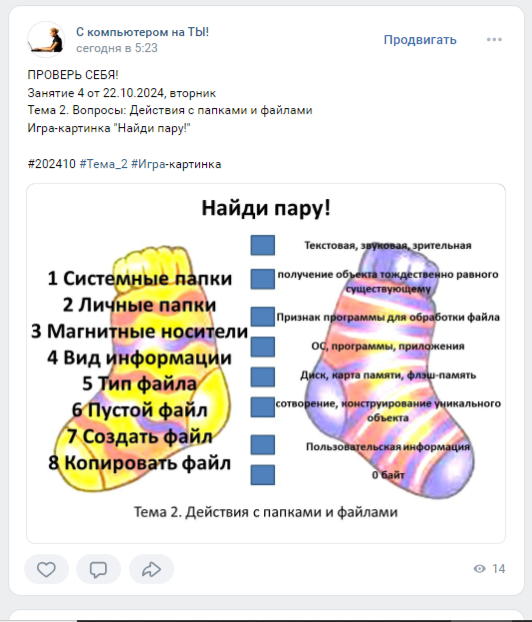 С компьютером на ТЫ!
сегодня в 5:23
Продвигать
ПРОВЕРЬ СЕБЯ!
Занятие 4 от 22.10.2024, вторник
Тема 2. Вопросы: Действия с папками и файлами
Игра-картинка "Найди пару!"
#202410 #Тема_2 #Игра-картинка
Найди пару!
1 Системные папки
2 Личные папки
3 Магнитные носители
4 Вид информации
5 Тип файла
6 Пустой файл
7 Создать файл
8 Копировать файл
Текстовая, звуковая, зрительная
получение объекта тождественно равного
существующему
Признак программы для обработки файла
ОС, программы, приложения
Диск, карта памяти, флэш-память
сотворение, конструирование уникального
объекта
Пользовательская информация
0 байт
Тема 2. Действия с папками и файлами
14